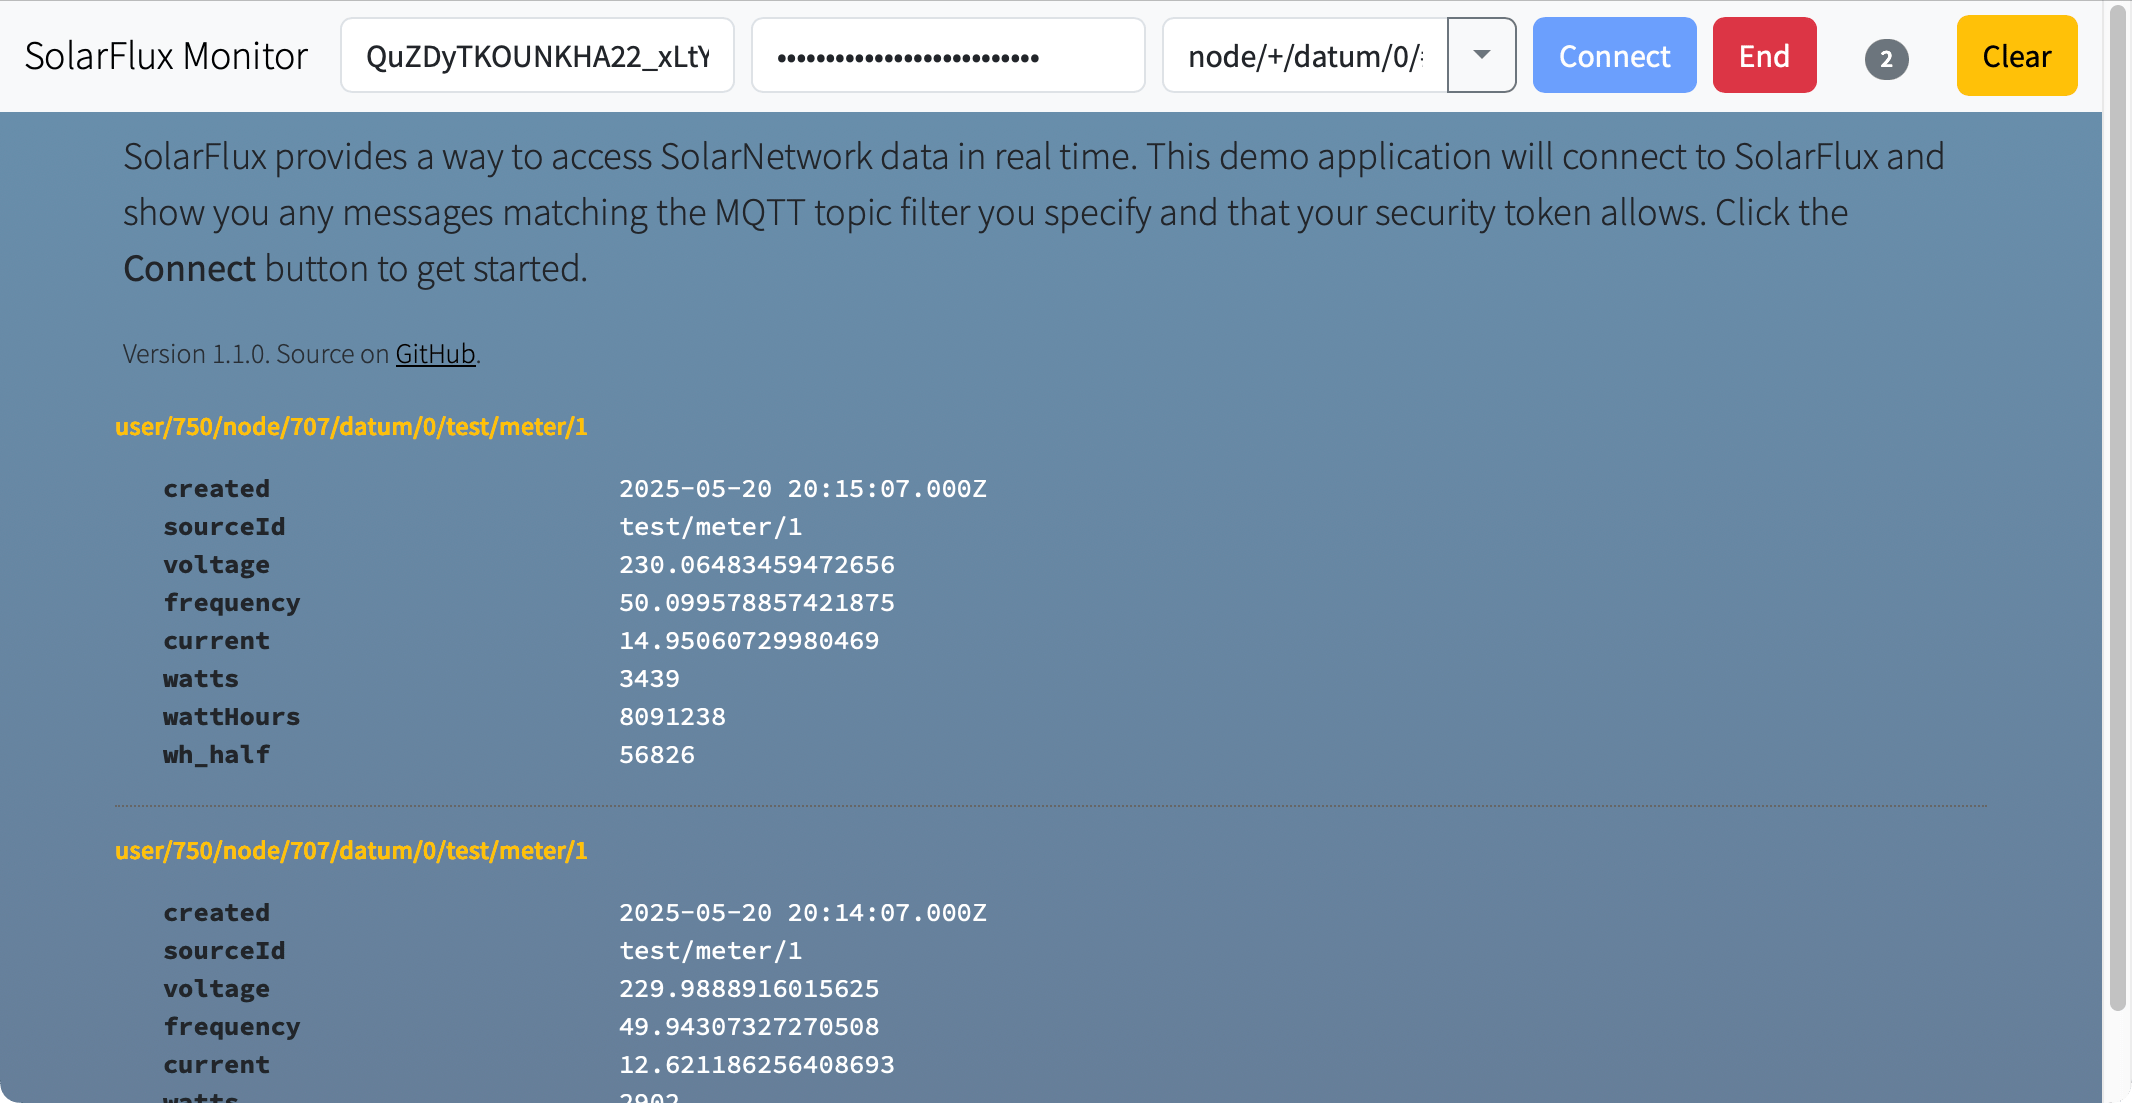 SolarFlux Monitor QuZDyTKOUNKHA22_xLtY •••••••••••••••••••••••••• node/+/datum/0/ Connect End 2 Clear
SolarFlux provides a way to access SolarNetwork data in real time. This demo application will connect to SolarFlux and
show you any messages matching the MQTT topic filter you specify and that your security token allows. Click the
Connect button to get started.
Version 1.1.0. Source on GitHub.
user/750/node/707/datum/0/test/meter/1
created 2025-05-20 20:15:07.000Z
sourceId test/meter/1
voltage 230.06483459472656
frequency 50.099578857421875
current 14.95060729980469
watts 3439
wattHours 8091238
wh_half 56826
user/750/node/707/datum/0/test/meter/1
created 2025-05-20 20:14:07.000Z
sourceId test/meter/1
voltage 229.9888916015625
frequency 49.94307327270508
current 12.621186256408693
watts 2902